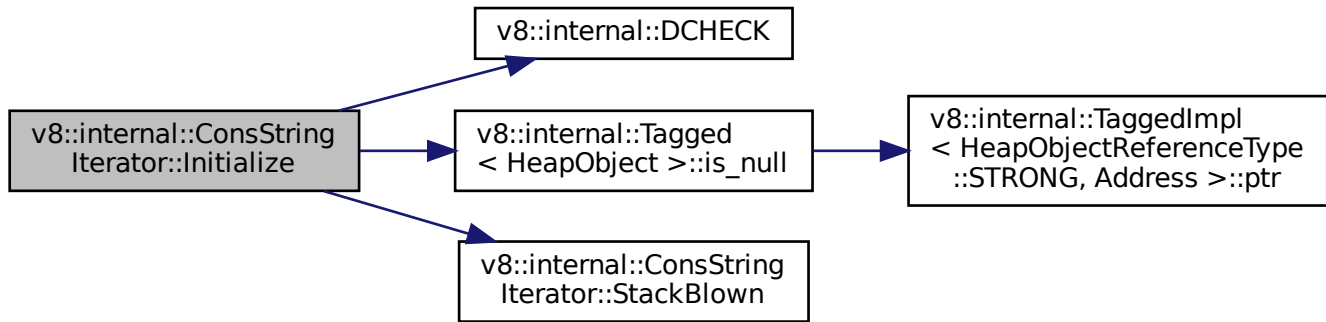 v8::internal::ConsString
Iterator::Initialize
v8::internal::DCHECK
v8::internal::Tagged
< HeapObject >::is_null
v8::internal::TaggedImpl
< HeapObjectReferenceType
::STRONG, Address >::ptr
v8::internal::ConsString
Iterator::StackBlown